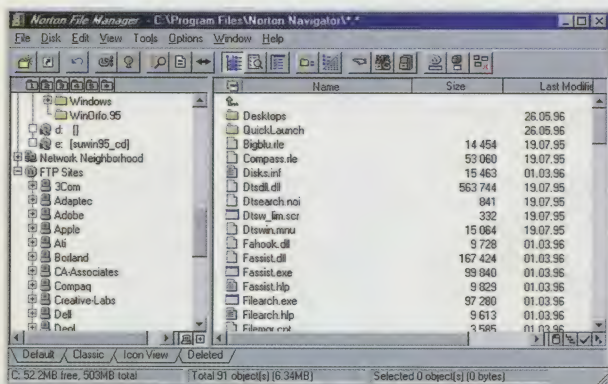 Norton File Manager - C:\Program Files\Norton Navigator\*.*
File Disk Edit View Tools Options Window Help
Name Size Last Modifie
Windows
WinOrfo.95
d: []
e: [suwin95_cd]
Network Neighborhood
FTP Sites
3Com
Adaptec
Adobe
Apple
Ati
Borland
CA-Associates
Compaq
Creative-Labs
Dell
Desktops 26.05.96
QuickLaunch 26.05.96
Bigblu.rle 14 454 19.07.95
Compass.rle 53 060 19.07.95
Disks.inf 15 463 01.03.96
Dtsdll.dll 563 744 19.07.95
Dtsearch.noi 841 19.07.95
Dtsw_lim.scr 332 19.07.95
Dtswin.mnu 15 064 19.07.95
Fahook.dll 9 728 01.03.96
Fassist.dll 167 424 01.03.96
Fassist.exe 99 840 01.03.96
Fassist.hlp 9 829 01.03.96
Filearch.exe 97 280 01.03.96
Filearch.hlp 9 613 01.03.96
3 585 01.03.96
Default Classic Icon View Deleted
C: 52.2MB free, 503MB total Total 91 object(s) (6.34MB) Selected 0 object(s) (0 bytes)